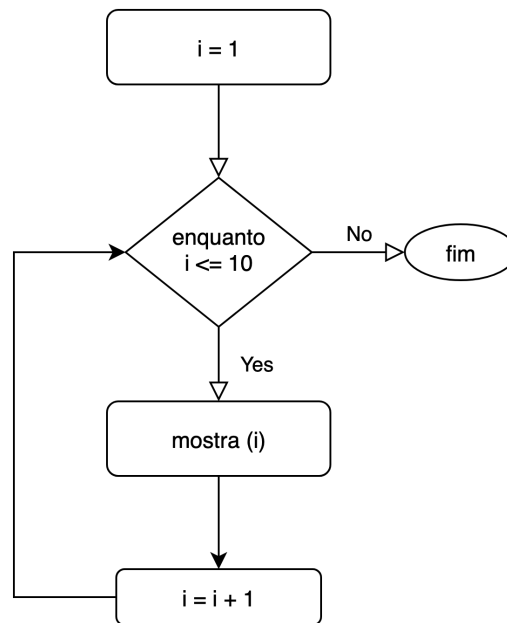 i = 1
enquanto
i <= 10
No
fim
Yes
mostra (i)
i = i + 1